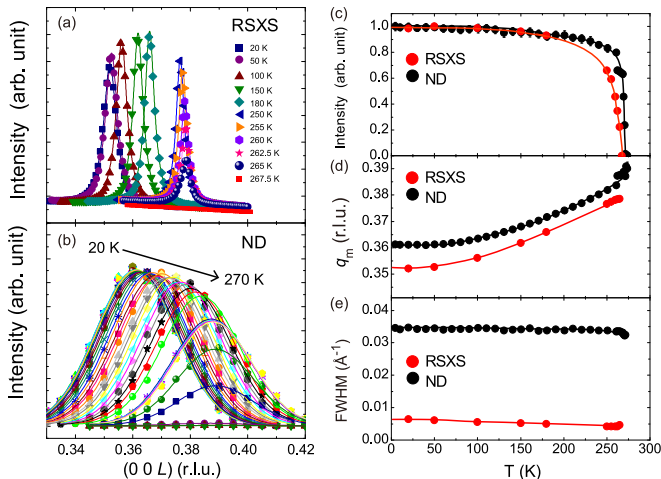 (a)
RSXS
20 K
50 K
100 K
150 K
180 K
250 K
255 K
260 K
262.5 K
265 K
267.5 K
Intensity (arb. unit)
(b)
ND
20 K
270 K
Intensity (arb. unit)
0.34 0.36 0.38 0.40 0.42
(0 0 L) (r.l.u.)
(c)
1.0
0.8
0.6
0.4
0.2
0.0
Intensity (arb. unit)
RSXS
ND
(d)
0.39
0.38
0.37
0.36
0.35
qm (r.l.u.)
RSXS
ND
(e)
0.04
0.03
0.02
0.01
0.00
FWHM (Å⁻¹)
RSXS
ND
0 50 100 150 200 250 300
T (K)